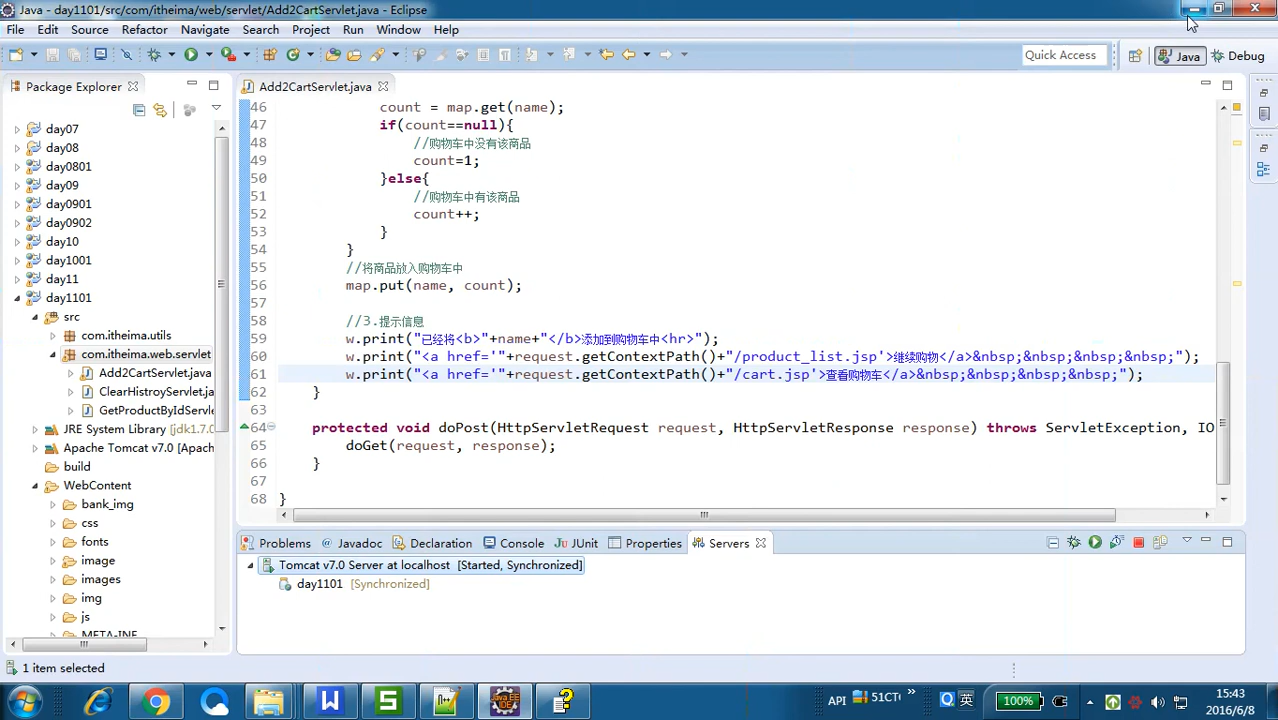 Java - day1101/src/com/itheima/web/servlet/Add2CartServlet.java - Eclipse
File Edit Source Refactor Navigate Search Project Run Window Help
Quick Access Java Debug
Package Explorer
Add2CartServlet.java
day07
day08
day0801
day09
day0901
day0902
day10
day1001
day11
day1101
src
com.itheima.utils
com.itheima.web.servlet
Add2CartServlet.java
ClearHistroyServlet.ja
GetProductByIdServle
JRE System Library [jdk1.7.0
Apache Tomcat v7.0 [Apach
build
WebContent
bank_img
css
fonts
image
images
img
js
META-INF
46 count = map.get(name);
47 if(count==null){
48 //购物车中没有该商品
49 count=1;
50 }else{
51 //购物车中有该商品
52 count++;
53 }
54 }
55 //将商品放入购物车中
56 map.put(name, count);
57
58 //3.提示信息
59 w.print("已经将<b>"+name+"</b>添加到购物车中<hr>");
60 w.print("<a href='"+request.getContextPath()+"/product_list.jsp'>继续购物</a>&nbsp;&nbsp;&nbsp;&nbsp;");
61 w.print("<a href='"+request.getContextPath()+"/cart.jsp'>查看购物车</a>&nbsp;&nbsp;&nbsp;&nbsp;");
62 }
63
64 protected void doPost(HttpServletRequest request, HttpServletResponse response) throws ServletException, IO
65 doGet(request, response);
66 }
67
68 }
Problems @ Javadoc Declaration Console JUnit Properties Servers
Tomcat v7.0 Server at localhost [Started, Synchronized]
day1101 [Synchronized]
1 item selected
API 51CT » 英 100% 15:43
2016/6/8